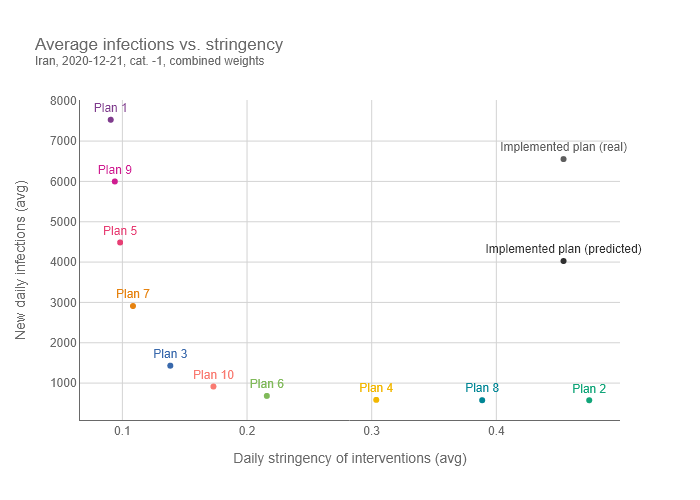 Average infections vs. stringency
Iran, 2020-12-21, cat. -1, combined weights
8000
Plan 1
7000
Implemented plan (real)
Plan 9
6000
5000
Plan 5
Implemented plan (predicted)
4000
Plan 7
3000
2000
Plan 3
Plan 10
1000
Plan 6
Plan 4
Plan 8
Plan 2
New daily infections (avg)
0.1
0.2
0.3
0.4
Daily stringency of interventions (avg)